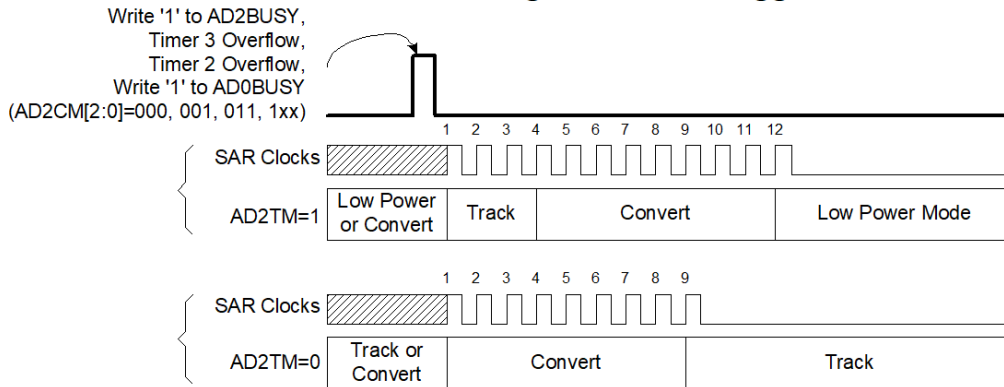 Write '1' to AD2BUSY,
Timer 3 Overflow,
Timer 2 Overflow,
Write '1' to AD0BUSY
(AD2CM[2:0]=000, 001, 011, 1xx)
1 2 3 4 5 6 7 8 9 10 11 12
SAR Clocks
AD2TM=1
Low Power
or Convert
Track
Convert
Low Power Mode
1 2 3 4 5 6 7 8 9
SAR Clocks
AD2TM=0
Track or
Convert
Convert
Track